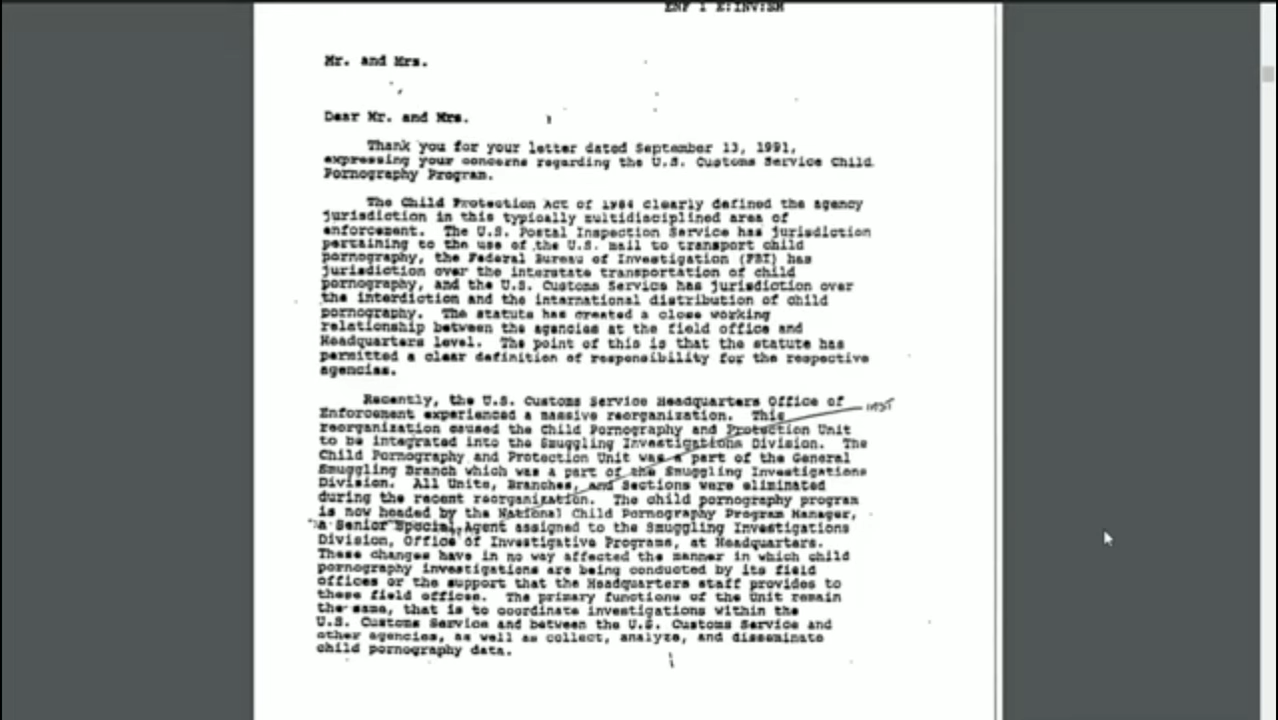 ENF 1 E:INV:SM
Mr. and Mrs.
Dear Mr. and Mrs.
Thank you for your letter dated September 13, 1991,
expressing your concerns regarding the U.S. Customs Service Child
Pornography Program.
The Child Protection Act of 1984 clearly defined the agency
jurisdiction in this typically multidisciplined area of
enforcement. The U.S. Postal Inspection Service has jurisdiction
pertaining to the use of the U.S. mail to transport child
pornography, the Federal Bureau of Investigation (FBI) has
jurisdiction over the interstate transportation of child
pornography, and the U.S. Customs Service has jurisdiction over
the interdiction and the international distribution of child
pornography. The statute has created a close working
relationship between the agencies at the field office and
Headquarters level. The point of this is that the statute has
permitted a clear definition of responsibility for the respective
agencies.
Recently, the U.S. Customs Service Headquarters Office of
Enforcement experienced a massive reorganization. This
reorganization caused the Child Pornography and Protection Unit
to be integrated into the Smuggling Investigations Division. The
Child Pornography and Protection Unit was a part of the General
Smuggling Branch which was a part of the Smuggling Investigations
Division. All Units, Branches, and Sections were eliminated
during the recent reorganization. The child pornography program
is now headed by the National Child Pornography Program Manager,
a Senior Special Agent assigned to the Smuggling Investigations
Division, Office of Investigative Programs, at Headquarters.
These changes have in no way affected the manner in which child
pornography investigations are being conducted by its field
offices or the support that the Headquarters staff provides to
these field offices. The primary functions of the Unit remain
the same, that is to coordinate investigations within the
U.S. Customs Service and between the U.S. Customs Service and
other agencies, as well as collect, analyze, and disseminate
child pornography data.